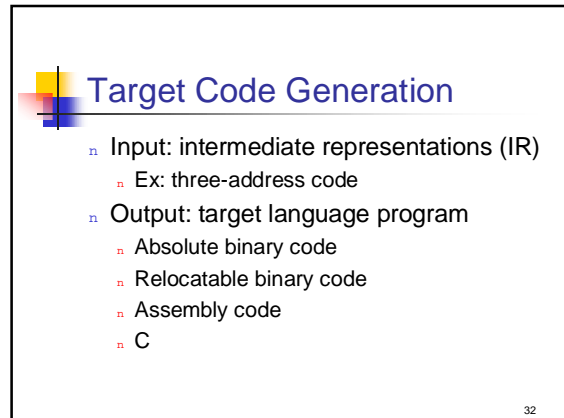 Target Code Generation
n Input: intermediate representations (IR)
n Ex: three-address code
n Output: target language program
n Absolute binary code
n Relocatable binary code
n Assembly code
n C
32